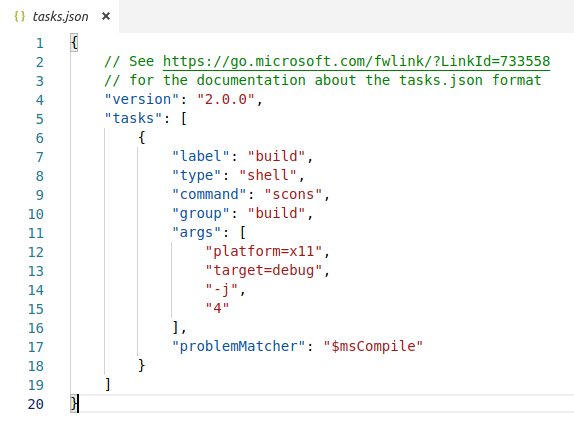 {} tasks.json ×
1 {
2 // See https://go.microsoft.com/fwlink/?LinkId=733558
3 // for the documentation about the tasks.json format
4 "version": "2.0.0",
5 "tasks": [
6 {
7 "label": "build",
8 "type": "shell",
9 "command": "scons",
10 "group": "build",
11 "args": [
12 "platform=x11",
13 "target=debug",
14 "-j",
15 "4"
16 ],
17 "problemMatcher": "$msCompile"
18 }
19 ]
20 }